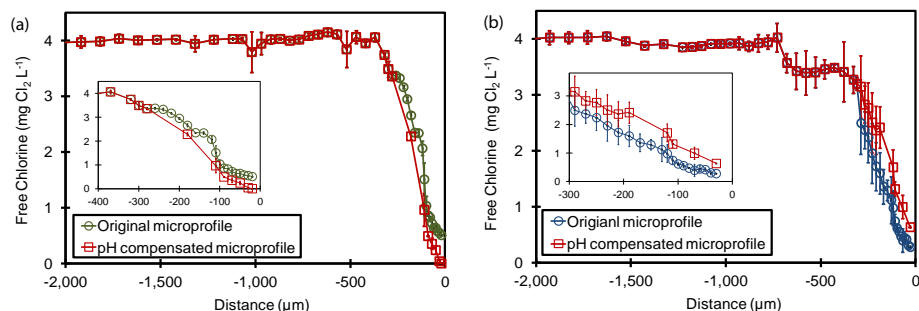 (a)
Free Chlorine (mg Cl₂ L⁻¹)
4
3
2
1
0
4
3
2
1
0
-400 -300 -200 -100 0
Original microprofile
pH compensated microprofile
-2,000 -1,500 -1,000 -500 0
Distance (µm)
(b)
Free Chlorine (mg Cl₂ L⁻¹)
4
3
2
1
0
3
2
1
0
-300 -200 -100 0
Origianl microprofile
pH compensated microprofile
-2,000 -1,500 -1,000 -500 0
Distance (µm)